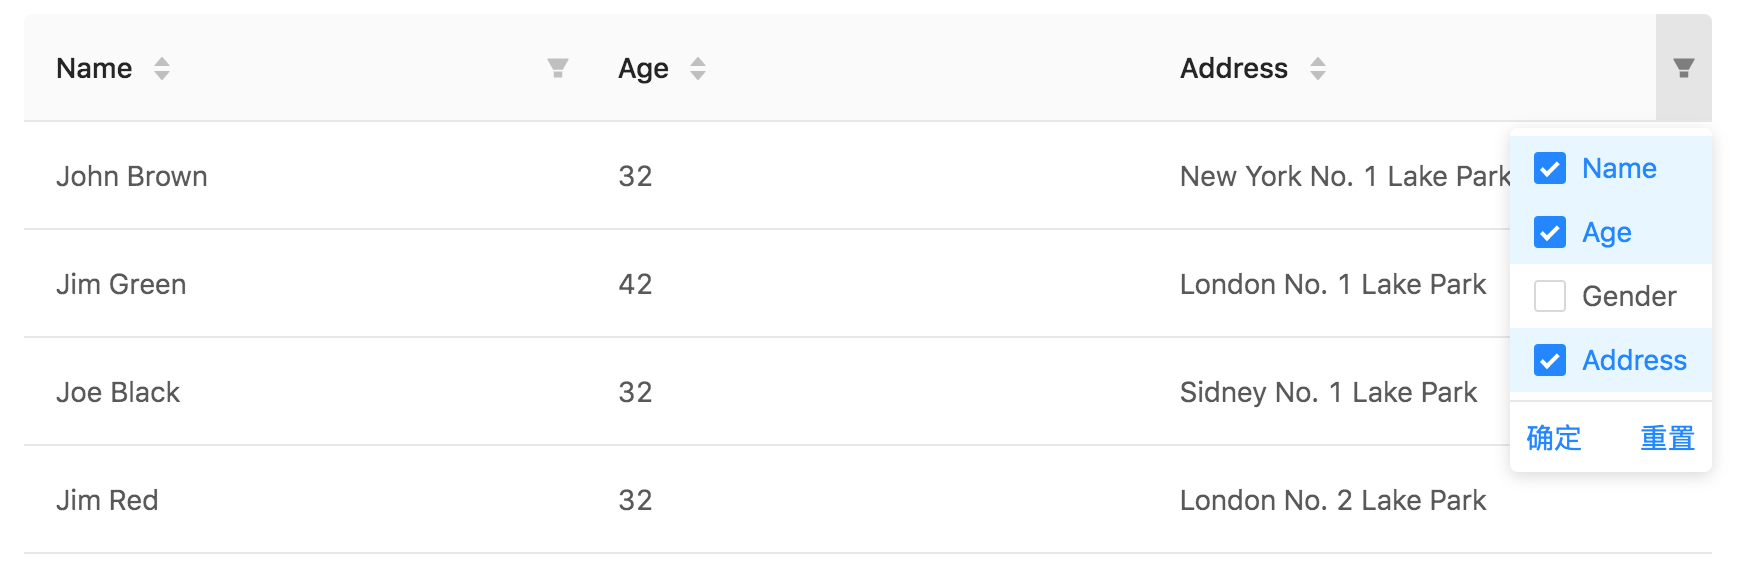 Name Age Address
John Brown 32 New York No. 1 Lake Park
Jim Green 42 London No. 1 Lake Park
Joe Black 32 Sidney No. 1 Lake Park
Jim Red 32 London No. 2 Lake Park
Name
Age
Gender
Address
确定 重置